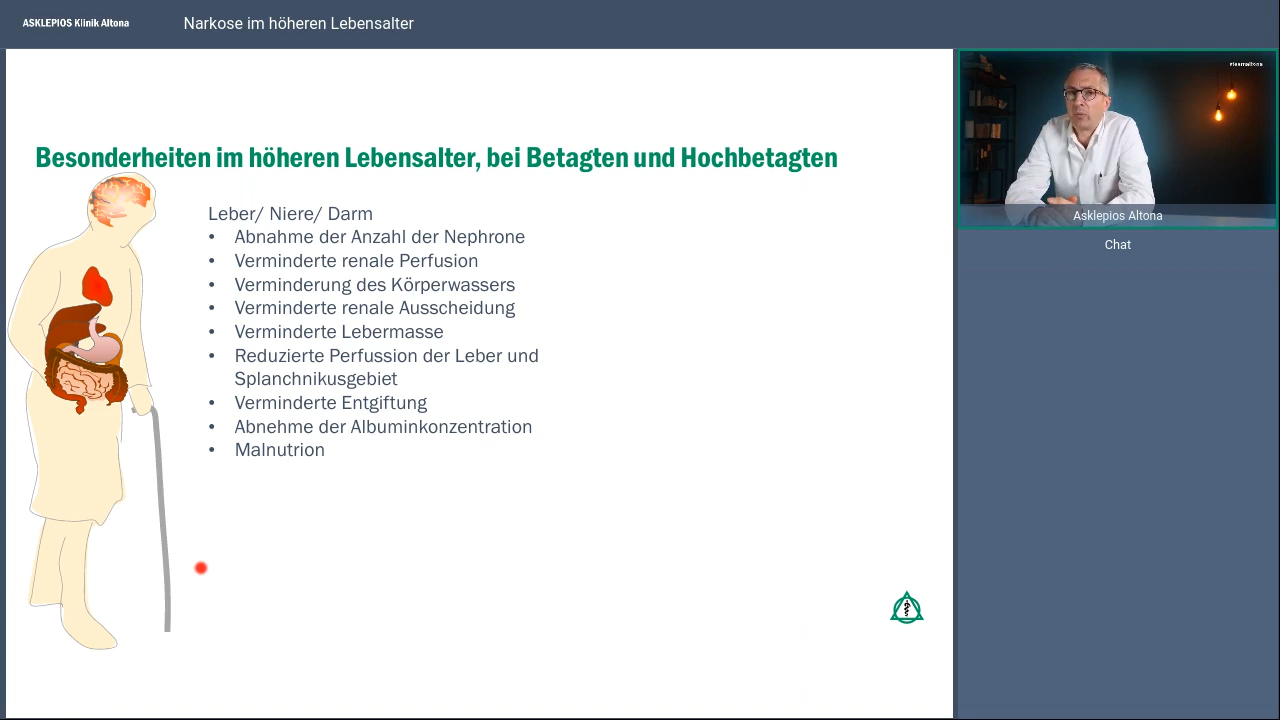 ASKLEPIOS Klinik Altona
Narkose im höheren Lebensalter
Besonderheiten im höheren Lebensalter, bei Betagten und Hochbetagten
Leber/ Niere/ Darm
• Abnahme der Anzahl der Nephrone
• Verminderte renale Perfusion
• Verminderung des Körperwassers
• Verminderte renale Ausscheidung
• Verminderte Lebermasse
• Reduzierte Perfussion der Leber und
Splanchnikusgebiet
• Verminderte Entgiftung
• Abnehme der Albuminkonzentration
• Malnutrion
#teamaltona
Asklepios Altona
Chat